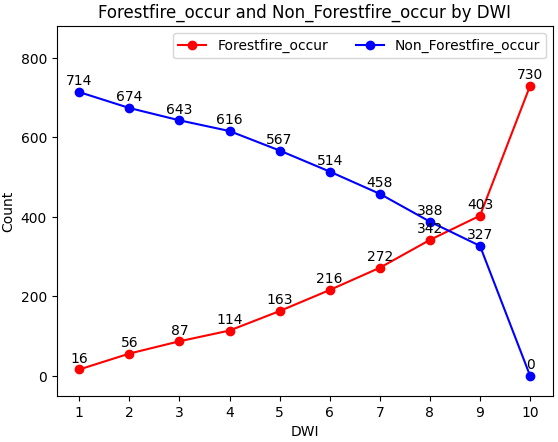 Forestfire_occur and Non_Forestfire_occur by DWI
Forestfire_occur Non_Forestfire_occur
Count
800
600
400
200
0
714 674 643 616 567 514 458 388 327 0
16 56 87 114 163 216 272 342 403 730
1 2 3 4 5 6 7 8 9 10
DWI